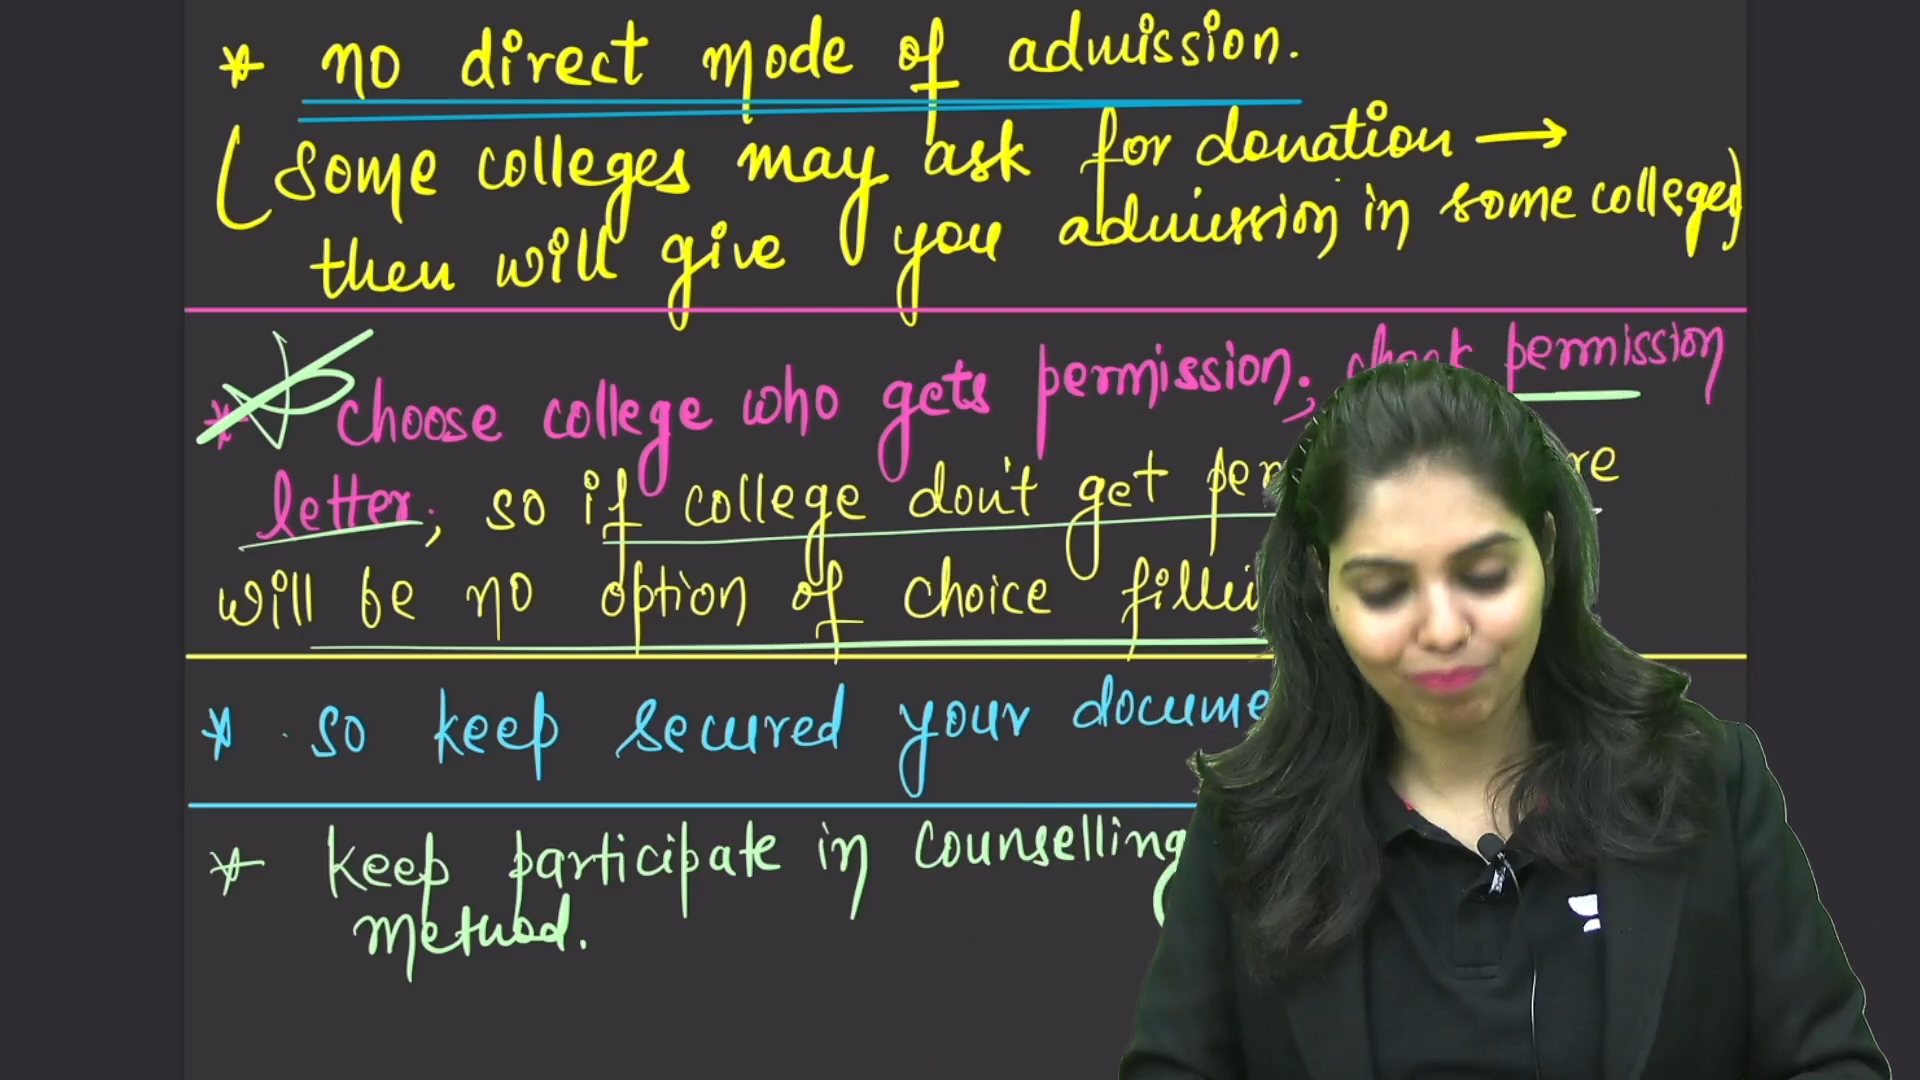 * no direct mode of admission.
(some colleges may ask for donation →
then will give you admission in some colleges)
* Choose college who gets permission; check permission
letter; so if college don't get
will be no option of choice
* so keep secured your
* keep participate in counselling
method.